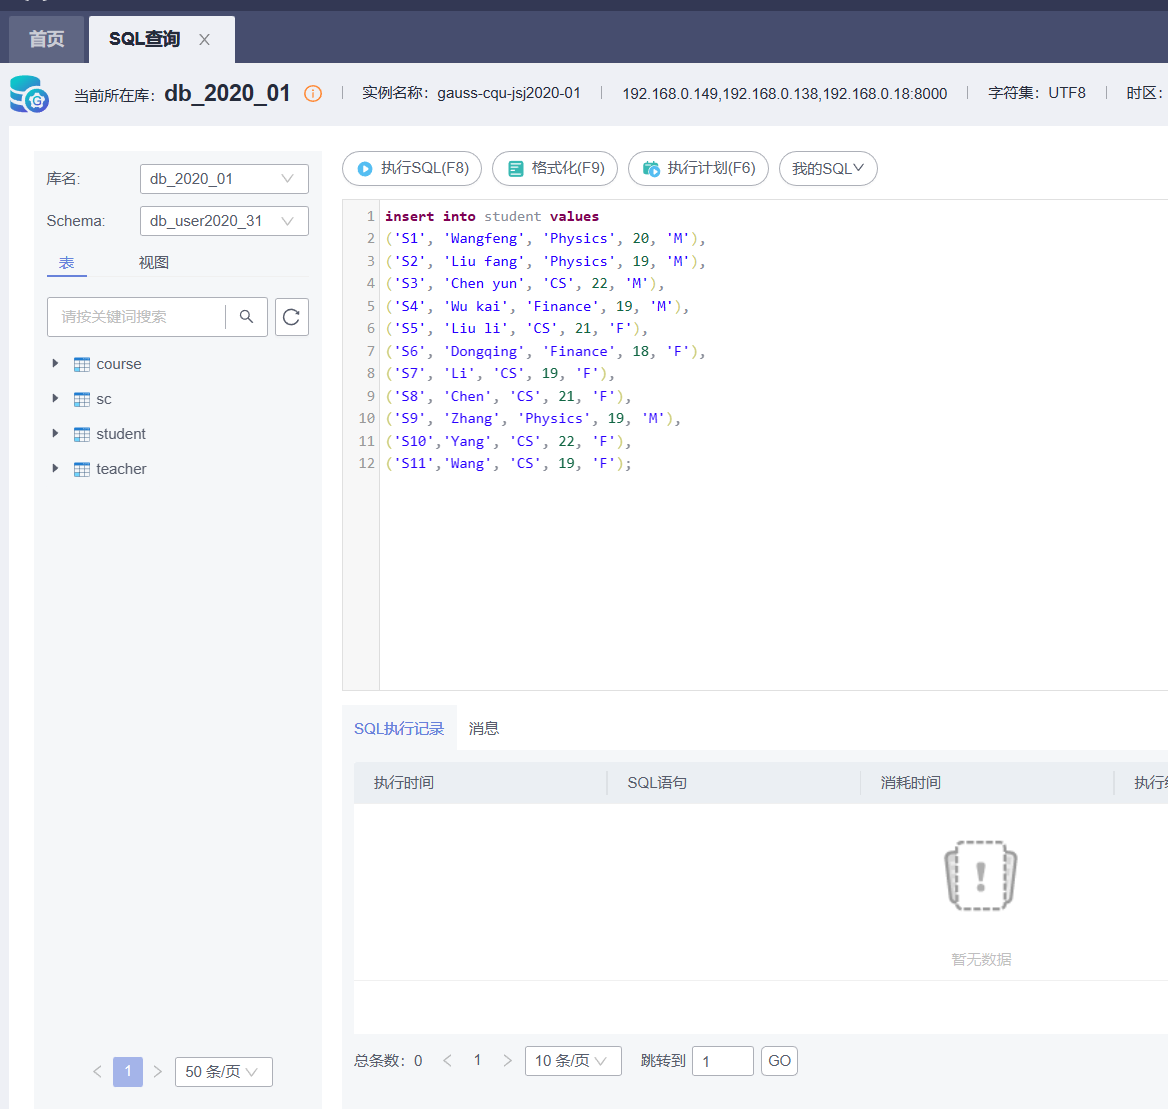 首页
SQL查询
当前所在库: db_2020_01
实例名称: gauss-cqu-jsj2020-01
192.168.0.149,192.168.0.138,192.168.0.18:8000
字符集: UTF8
时区:
库名: db_2020_01
Schema: db_user2020_31
表 视图
请按关键词搜索
course
sc
student
teacher
1
50 条/页
执行SQL(F8) 格式化(F9) 执行计划(F6) 我的SQL
1 insert into student values
2 ('S1', 'Wangfeng', 'Physics', 20, 'M'),
3 ('S2', 'Liu fang', 'Physics', 19, 'M'),
4 ('S3', 'Chen yun', 'CS', 22, 'M'),
5 ('S4', 'Wu kai', 'Finance', 19, 'M'),
6 ('S5', 'Liu li', 'CS', 21, 'F'),
7 ('S6', 'Dongqing', 'Finance', 18, 'F'),
8 ('S7', 'Li', 'CS', 19, 'F'),
9 ('S8', 'Chen', 'CS', 21, 'F'),
10 ('S9', 'Zhang', 'Physics', 19, 'M'),
11 ('S10','Yang', 'CS', 22, 'F'),
12 ('S11','Wang', 'CS', 19, 'F');
SQL执行记录 消息
执行时间 SQL语句 消耗时间 执行
暂无数据
总条数: 0 1 10 条/页 跳转到 1 GO